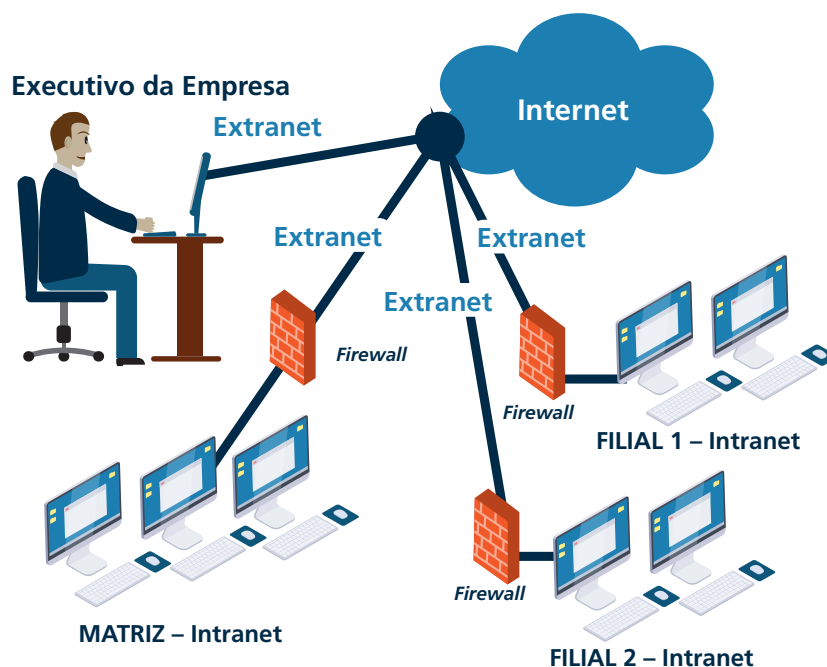 Executivo da Empresa
Internet
Extranet
Extranet
Extranet
Extranet
Firewall
Firewall
FILIAL 1 – Intranet
Firewall
MATRIZ – Intranet
FILIAL 2 – Intranet